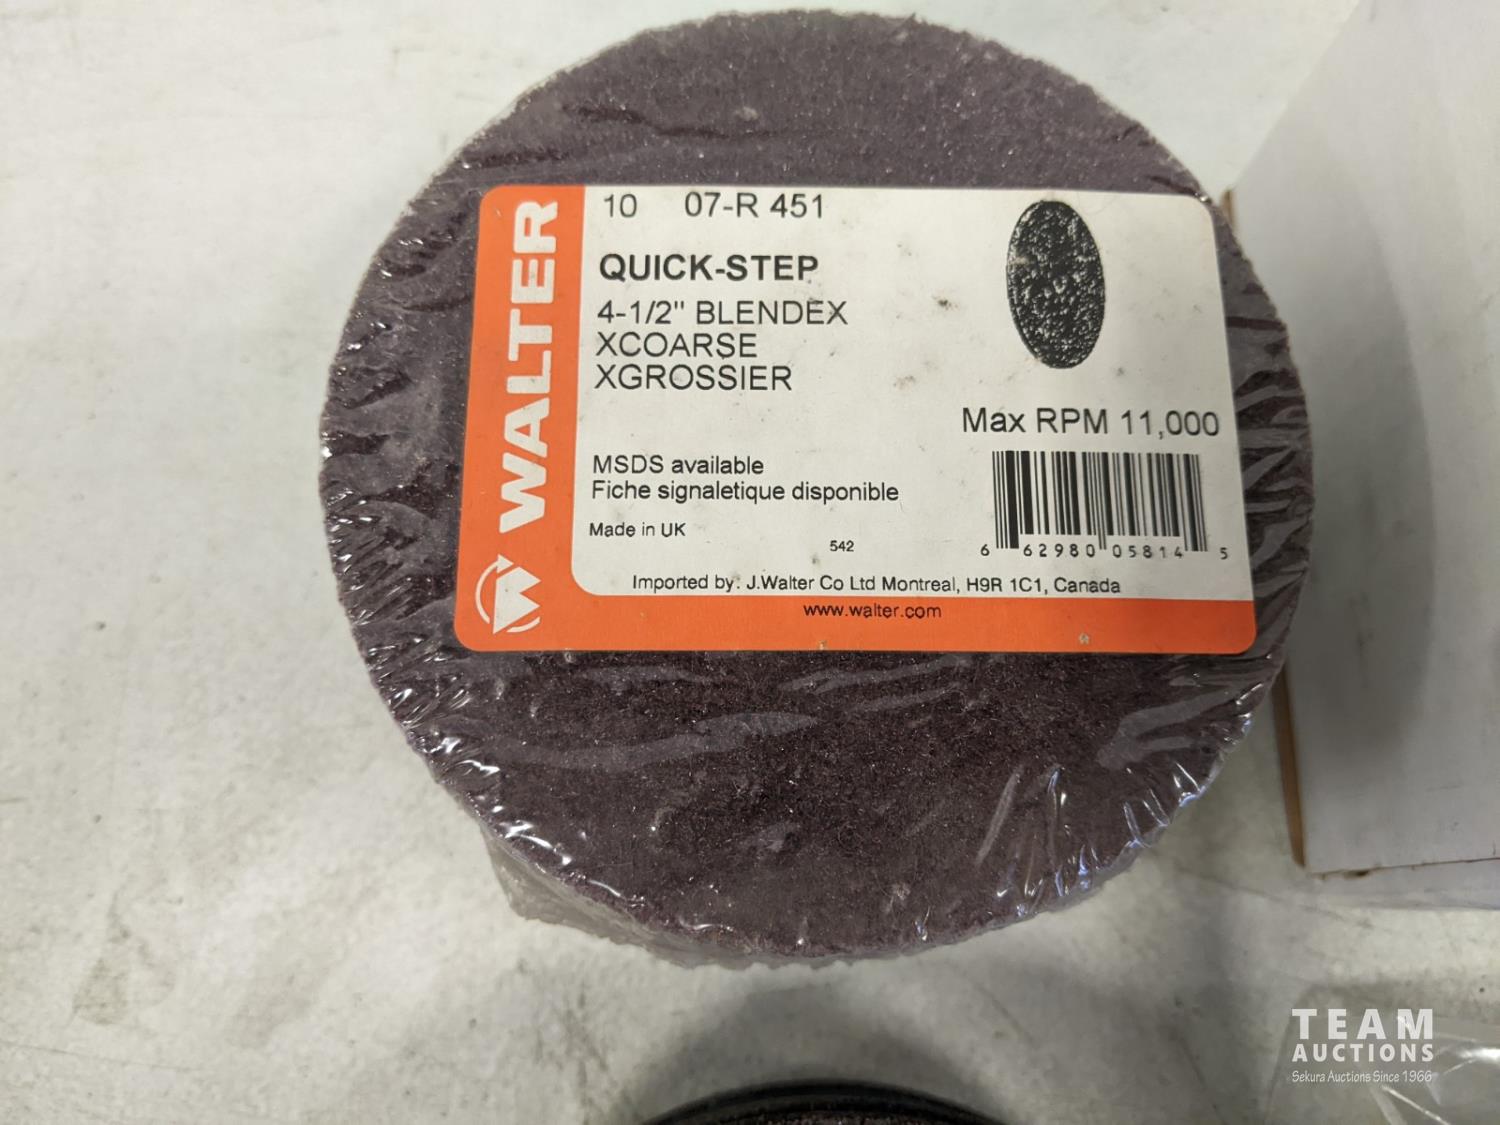 WALTER
10 07-R 451
QUICK-STEP
4-1/2" BLENDEX
XCOARSE
XGROSSIER
Max RPM 11,000
MSDS available
Fiche signaletique disponible
Made in UK
542
6 62980 05814 5
Imported by: J.Walter Co Ltd Montreal, H9R 1C1, Canada
www.walter.com
TEAM
AUCTIONS
Sekura Auctions Since 1966